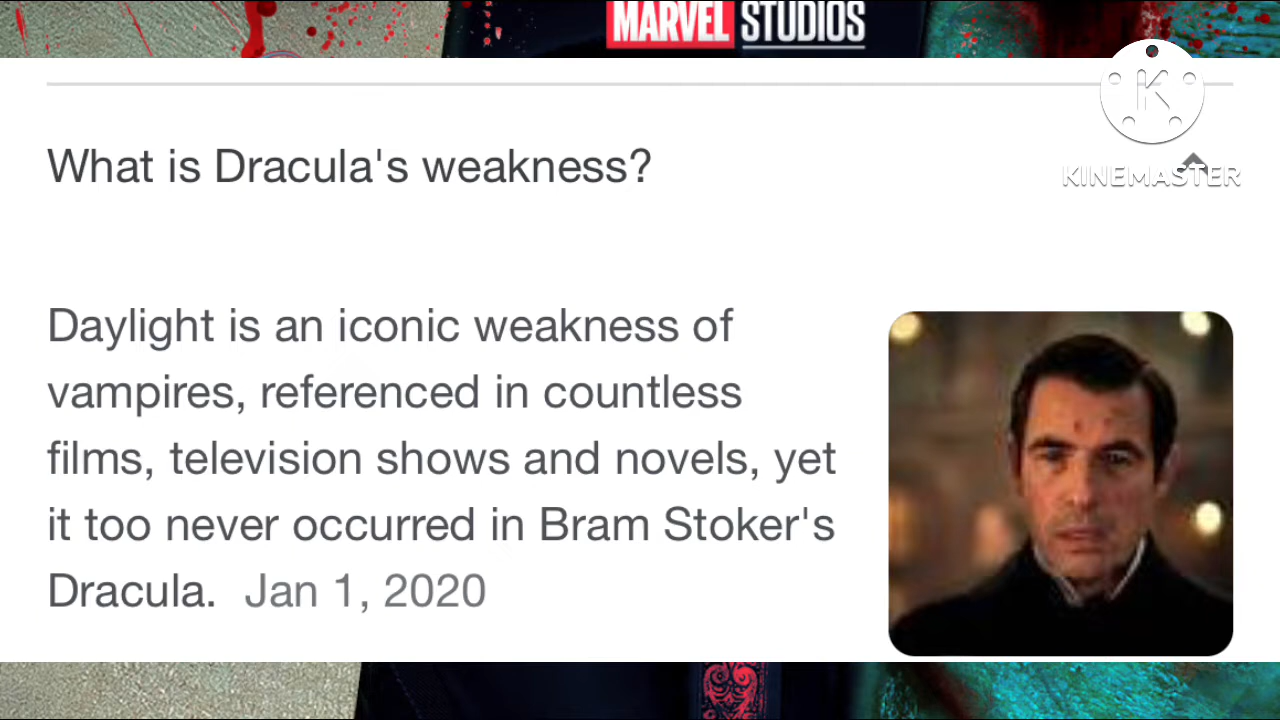 MARVEL STUDIOS
What is Dracula's weakness?
KINEMASTER
Daylight is an iconic weakness of
vampires, referenced in countless
films, television shows and novels, yet
it too never occurred in Bram Stoker's
Dracula. Jan 1, 2020